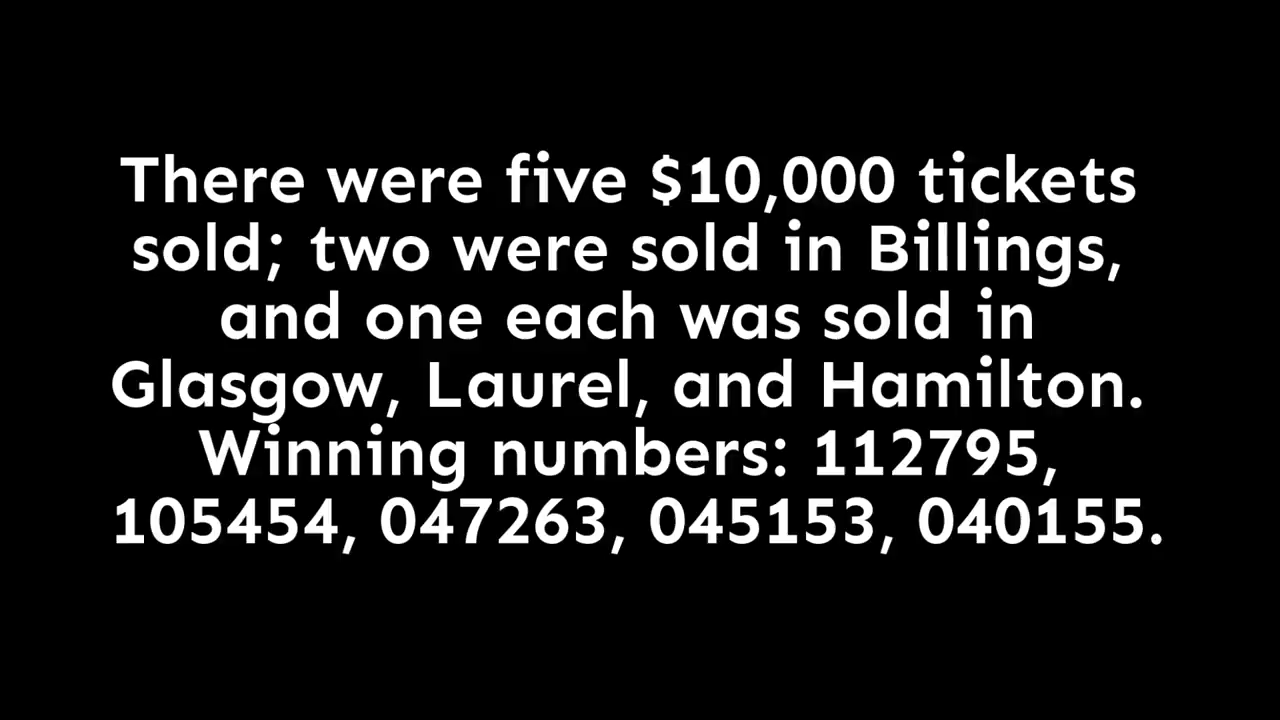 There were five $10,000 tickets
sold; two were sold in Billings,
and one each was sold in
Glasgow, Laurel, and Hamilton.
Winning numbers: 112795,
105454, 047263, 045153, 040155.